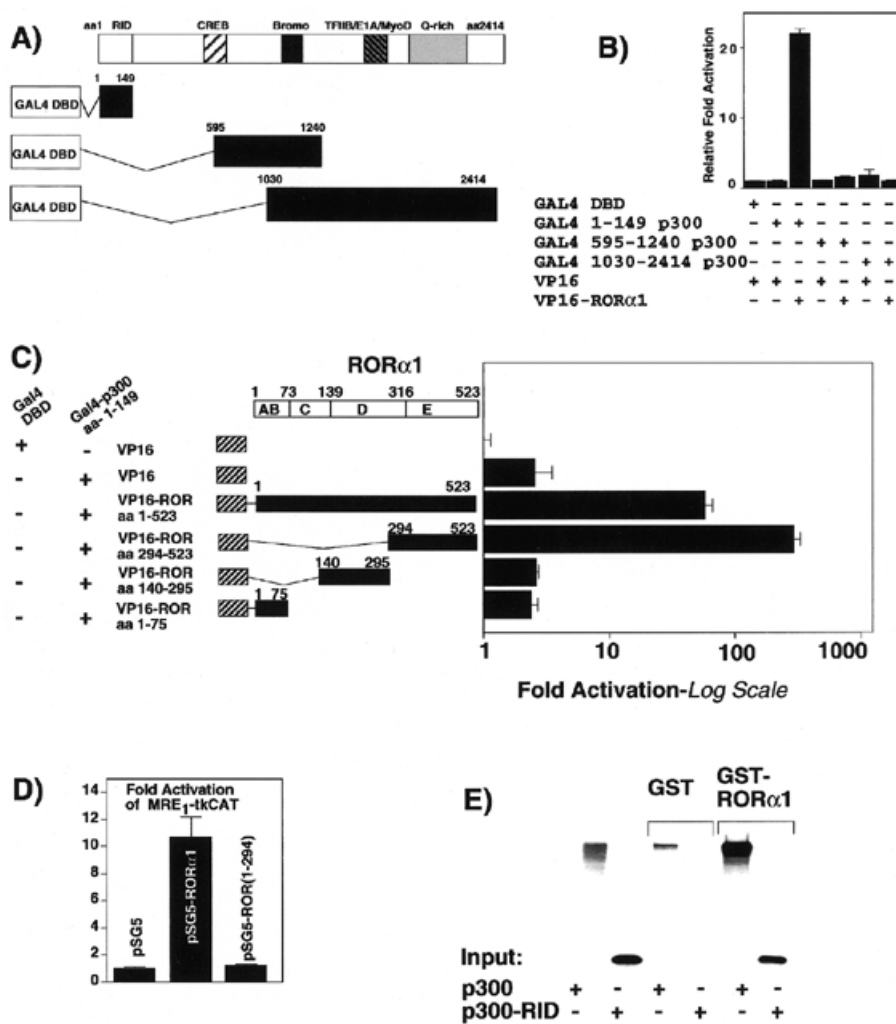 A)
aa1 RID CREB Bromo TFIIB/E1A/MyoD Q-rich aa2414
1 149
GAL4 DBD
595 1240
GAL4 DBD
1030 2414
GAL4 DBD
B)
Relative Fold Activation
20
10
0
GAL4 DBD + - - - - - -
GAL4 1-149 p300 - + + - - - -
GAL4 595-1240 p300 - - - + + - -
GAL4 1030-2414 p300 - - - - - + +
VP16 + + - + - + -
VP16-RORα1 - - + - + - +
C)
RORα1
1 73 139 316 523
AB C D E
Gal4 DBD
Gal4-p300 aa- 1-149
+ - VP16
- + VP16
1 523
- + VP16-ROR
aa 1-523
294 523
- + VP16-ROR
aa 294-523
140 295
- + VP16-ROR
aa 140-295
1 75
- + VP16-ROR
aa 1-75
1 10 100 1000
Fold Activation-Log Scale
D)
Fold Activation
of MRE1-tkCAT
14
12
10
8
6
4
2
0
pSG5
pSG5-RORα1
pSG5-ROR(1-294)
E)
GST
GST-
RORα1
Input:
p300 + - + - + -
p300-RID - + - + - +